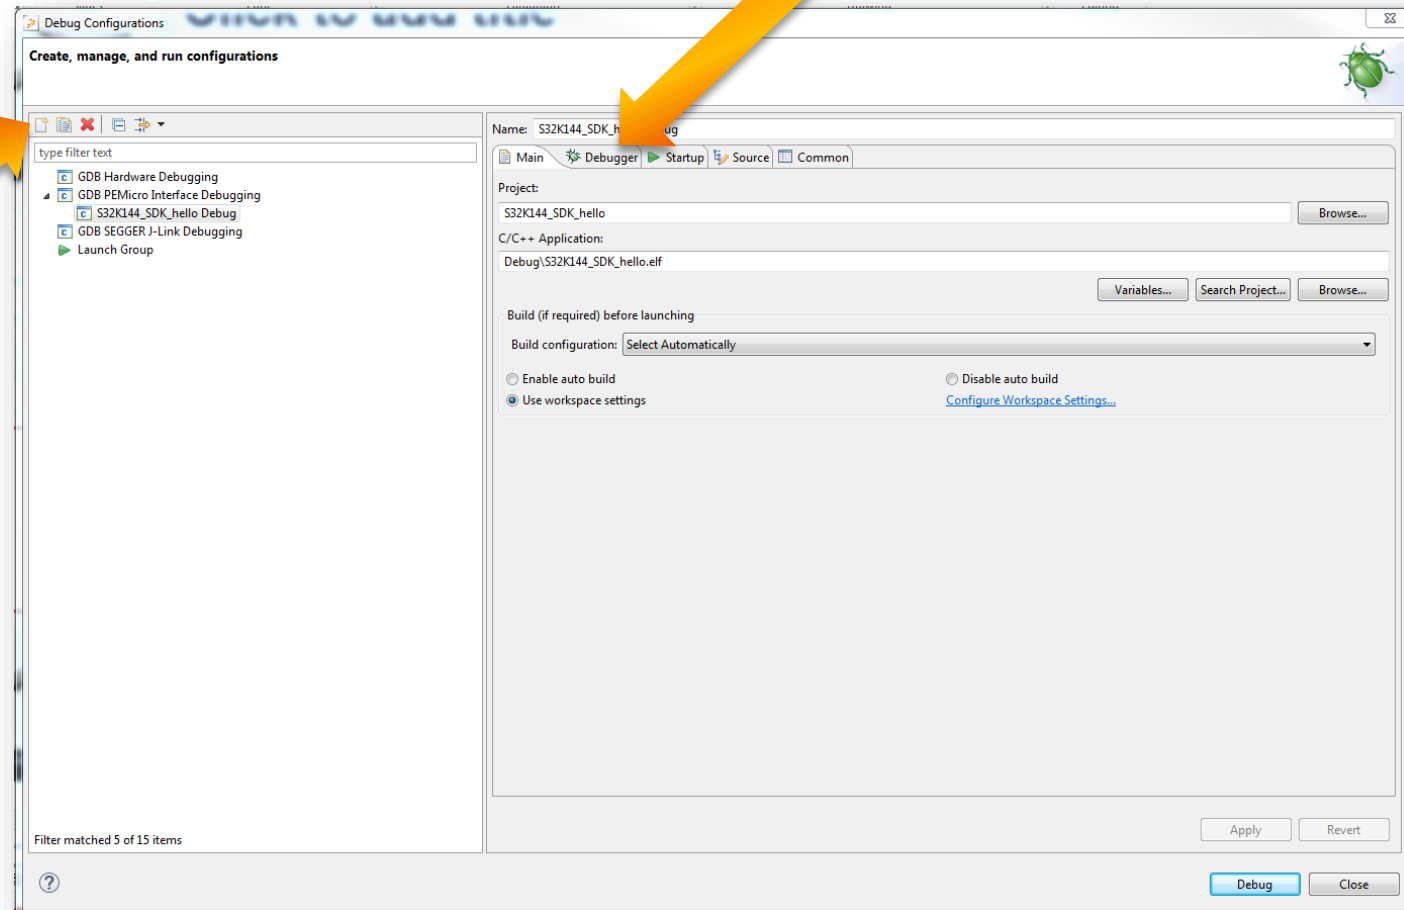 Debug Configurations
Create, manage, and run configurations
type filter text
GDB Hardware Debugging
GDB PEMicro Interface Debugging
S32K144_SDK_hello Debug
GDB SEGGER J-Link Debugging
Launch Group
Filter matched 5 of 15 items
Name: S32K144_SDK_h ug
Main Debugger Startup Source Common
Project:
S32K144_SDK_hello
Browse...
C/C++ Application:
Debug\S32K144_SDK_hello.elf
Variables... Search Project... Browse...
Build (if required) before launching
Build configuration: Select Automatically
Enable auto build
Disable auto build
Use workspace settings
Configure Workspace Settings...
Apply Revert
Debug Close